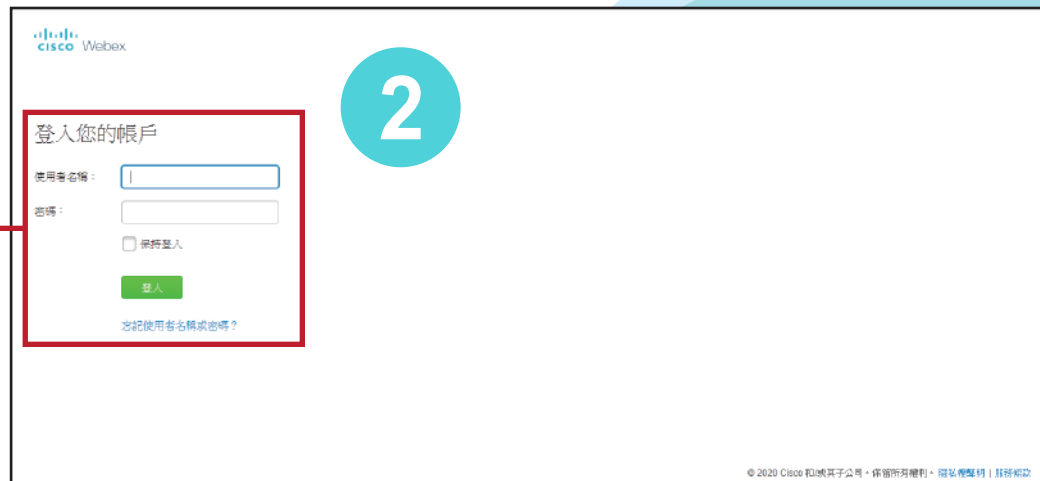 cisco Webex
2
登入您的帳戶
使用者名稱：
密碼：
保持登入
登入
忘記使用者名稱或密碼？
© 2020 Cisco 和/或其子公司。保留所有權利。 隱私權聲明 | 服務條款